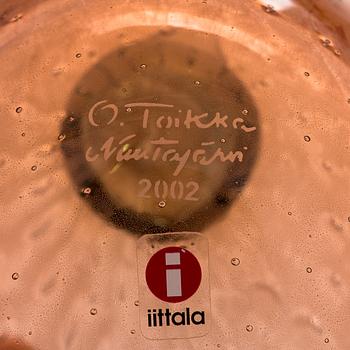 O. Toikka
Nuutajärvi
2002
i
iittala